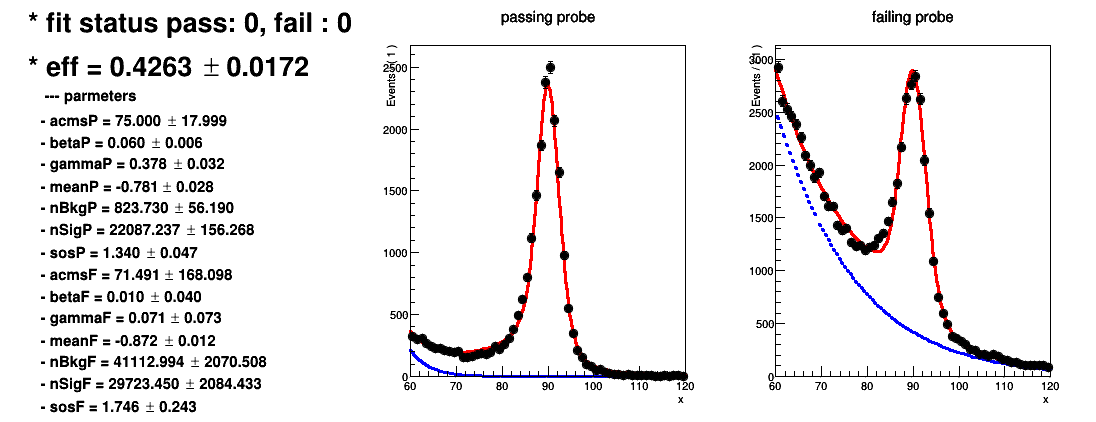 * fit status pass: 0, fail : 0
* eff = 0.4263 ± 0.0172
--- parmeters
- acmsP = 75.000 ± 17.999
- betaP = 0.060 ± 0.006
- gammaP = 0.378 ± 0.032
- meanP = -0.781 ± 0.028
- nBkgP = 823.730 ± 56.190
- nSigP = 22087.237 ± 156.268
- sosP = 1.340 ± 0.047
- acmsF = 71.491 ± 168.098
- betaF = 0.010 ± 0.040
- gammaF = 0.071 ± 0.073
- meanF = -0.872 ± 0.012
- nBkgF = 41112.994 ± 2070.508
- nSigF = 29723.450 ± 2084.433
- sosF = 1.746 ± 0.243
passing probe
Events / ( 1 )
2500
2000
1500
1000
500
0
60 70 80 90 100 110 120
x
failing probe
Events / ( 1 )
3000
2500
2000
1500
1000
500
0
60 70 80 90 100 110 120
x